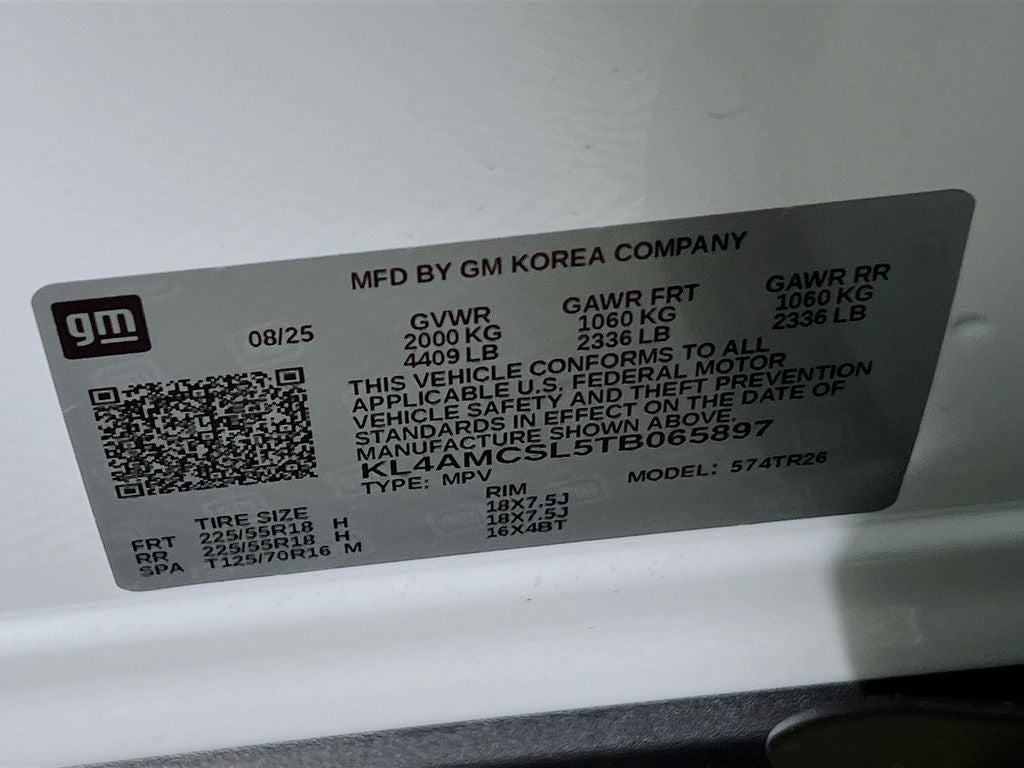 MFD BY GM KOREA COMPANY
gm
08/25
GVWR GAWR FRT GAWR RR
2000 KG 1060 KG 1060 KG
4409 LB 2336 LB 2336 LB
THIS VEHICLE CONFORMS TO ALL
APPLICABLE U.S. FEDERAL MOTOR
VEHICLE SAFETY AND THEFT PREVENTION
STANDARDS IN EFFECT ON THE DATE OF
MANUFACTURE SHOWN ABOVE.
KL4AMCSL5TB065897
TYPE: MPV MODEL: 574TR26
TIRE SIZE RIM
FRT 225/55R18 H 18X7.5J
RR 225/55R18 H 18X7.5J
SPA T125/70R16 M 16X4BT